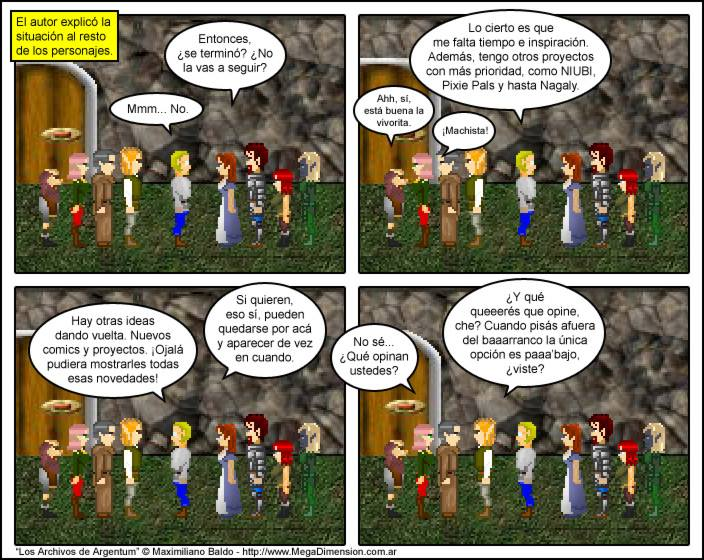 El autor explicó la
situación al resto
de los personajes.
Entonces,
¿se terminó? ¿No
la vas a seguir?
Mmm... No.
Lo cierto es que
me falta tiempo e inspiración.
Además, tengo otros proyectos
con más prioridad, como NIUBI,
Pixie Pals y hasta Nagaly.
Ahh, sí,
está buena la
vivorita.
¡Machista!
Hay otras ideas
dando vuelta. Nuevos
comics y proyectos. ¡Ojalá
pudiera mostrarles todas
esas novedades!
Si quieren,
eso sí, pueden
quedarse por acá
y aparecer de vez
en cuando.
No sé...
¿Qué opinan
ustedes?
¿Y qué
queeerés que opine,
che? Cuando pisás afuera
del baaarranco la única
opción es paaa'bajo,
¿viste?
"Los Archivos de Argentum" © Maximiliano Baldo - http://www.MegaDimension.com.ar